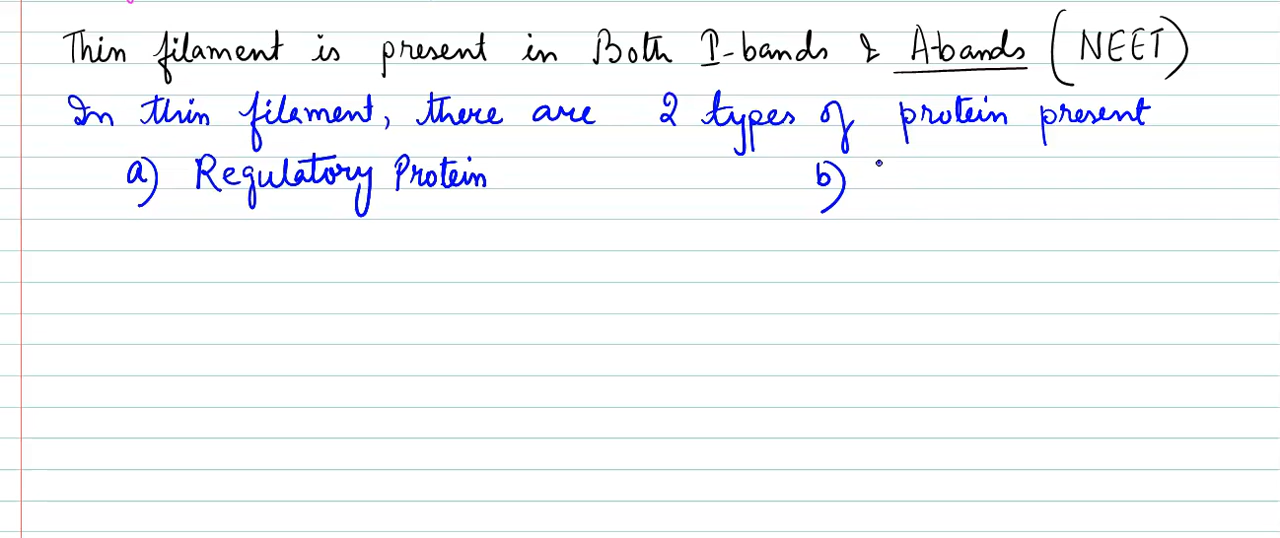 Thin filament is present in Both I-bands & A-bands (NEET)
In thin filament, there are 2 types of protein present
a) Regulatory Protein b)